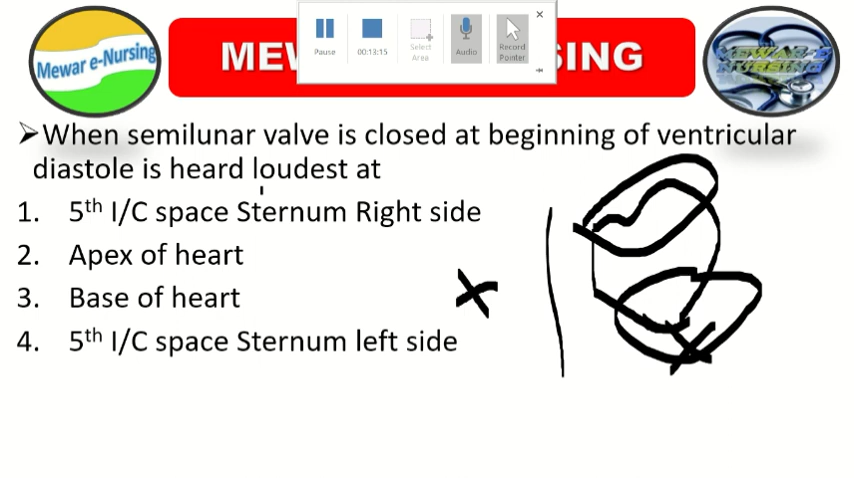 Mewar e-Nursing
MEW
SING
MEWAR E
NURSING
Pause
00:13:15
Select
Area
Audio
Record
Pointer
➢When semilunar valve is closed at beginning of ventricular
diastole is heard loudest at
1. 5th I/C space Sternum Right side
2. Apex of heart
3. Base of heart
4. 5th I/C space Sternum left side